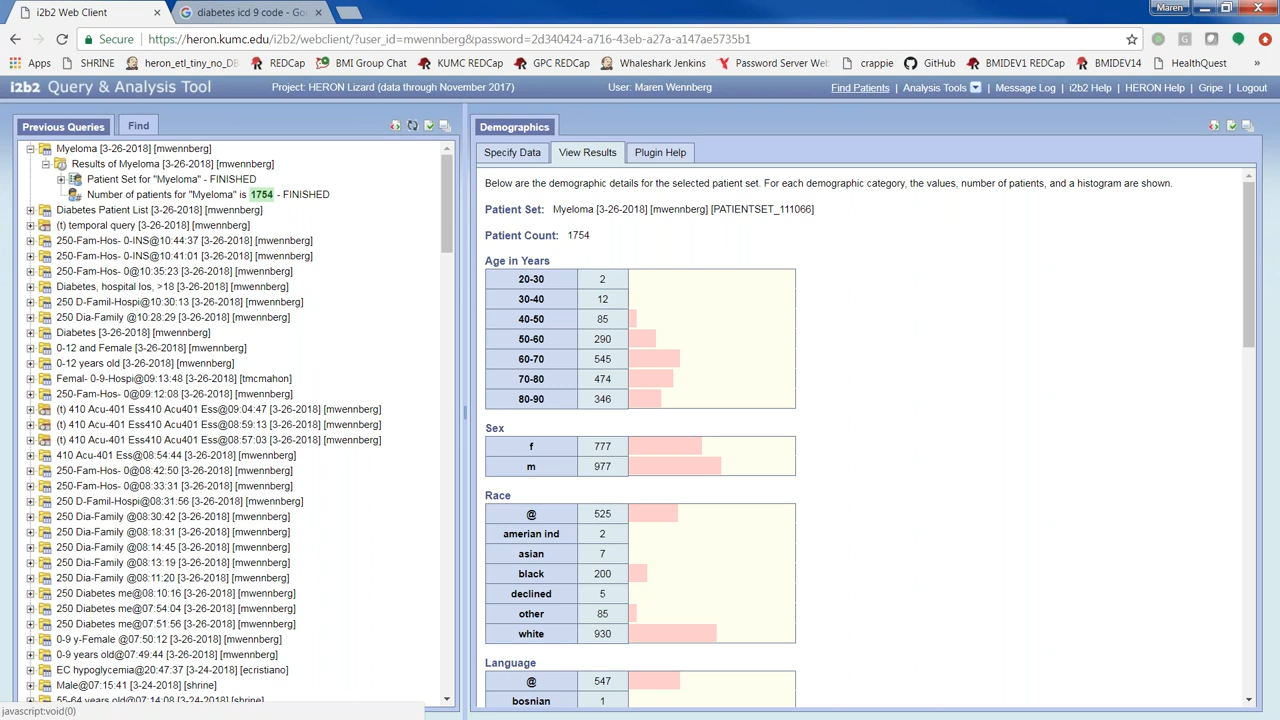 i2b2 Web Client
diabetes icd 9 code - Goo
Maren
Secure https://heron.kumc.edu/i2b2/webclient/?user_id=mwennberg&password=2d340424-a716-43eb-a27a-a147ae5735b1
Apps SHRINE heron_etl_tiny_no_DB REDCap BMI Group Chat KUMC REDCap GPC REDCap Whaleshark Jenkins Password Server Web crappie GitHub BMIDEV1 REDCap BMIDEV14 HealthQuest »
i2b2 Query & Analysis Tool Project: HERON Lizard (data through November 2017) User: Maren Wennberg Find Patients Analysis Tools Message Log i2b2 Help HERON Help Gripe Logout
Previous Queries Find
Myeloma [3-26-2018] [mwennberg]
Results of Myeloma [3-26-2018] [mwennberg]
Patient Set for "Myeloma" - FINISHED
Number of patients for "Myeloma" is 1754 - FINISHED
Diabetes Patient List [3-26-2018] [mwennberg]
(t) temporal query [3-26-2018] [mwennberg]
250-Fam-Hos- 0-INS@10:44:37 [3-26-2018] [mwennberg]
250-Fam-Hos- 0-INS@10:41:01 [3-26-2018] [mwennberg]
250-Fam-Hos- 0@10:35:23 [3-26-2018] [mwennberg]
Diabetes, hospital los, >18 [3-26-2018] [mwennberg]
250 D-Famil-Hospi@10:30:13 [3-26-2018] [mwennberg]
250 Dia-Family @10:28:29 [3-26-2018] [mwennberg]
Diabetes [3-26-2018] [mwennberg]
0-12 and Female [3-26-2018] [mwennberg]
0-12 years old [3-26-2018] [mwennberg]
Femal- 0-9-Hospi@09:13:48 [3-26-2018] [tmcmahon]
250-Fam-Hos- 0@09:12:08 [3-26-2018] [mwennberg]
(t) 410 Acu-401 Ess410 Acu401 Ess@09:04:47 [3-26-2018] [mwennberg]
(t) 410 Acu-401 Ess410 Acu401 Ess@08:59:13 [3-26-2018] [mwennberg]
(t) 410 Acu-401 Ess410 Acu401 Ess@08:57:03 [3-26-2018] [mwennberg]
410 Acu-401 Ess@08:54:44 [3-26-2018] [mwennberg]
250-Fam-Hos- 0@08:42:50 [3-26-2018] [mwennberg]
250-Fam-Hos- 0@08:33:31 [3-26-2018] [mwennberg]
250 D-Famil-Hospi@08:31:56 [3-26-2018] [mwennberg]
250 Dia-Family @08:30:42 [3-26-2018] [mwennberg]
250 Dia-Family @08:18:31 [3-26-2018] [mwennberg]
250 Dia-Family @08:14:45 [3-26-2018] [mwennberg]
250 Dia-Family @08:13:19 [3-26-2018] [mwennberg]
250 Dia-Family @08:11:20 [3-26-2018] [mwennberg]
250 Diabetes me@08:10:16 [3-26-2018] [mwennberg]
250 Diabetes me@07:54:04 [3-26-2018] [mwennberg]
250 Diabetes me@07:51:56 [3-26-2018] [mwennberg]
0-9 y-Female @07:50:12 [3-26-2018] [mwennberg]
0-9 years old@07:49:44 [3-26-2018] [mwennberg]
EC hypoglycemia@20:47:37 [3-24-2018] [ecristiano]
Male@07:15:41 [3-24-2018] [shrine]
55-64 years old@07:14:08 [3-24-2018] [shrine]
javascript:void(0)
Demographics
Specify Data View Results Plugin Help
Below are the demographic details for the selected patient set. For each demographic category, the values, number of patients, and a histogram are shown.
Patient Set: Myeloma [3-26-2018] [mwennberg] [PATIENTSET_111066]
Patient Count: 1754
Age in Years
20-30 2
30-40 12
40-50 85
50-60 290
60-70 545
70-80 474
80-90 346
Sex
f 777
m 977
Race
@ 525
amerian ind 2
asian 7
black 200
declined 5
other 85
white 930
Language
@ 547
bosnian 1